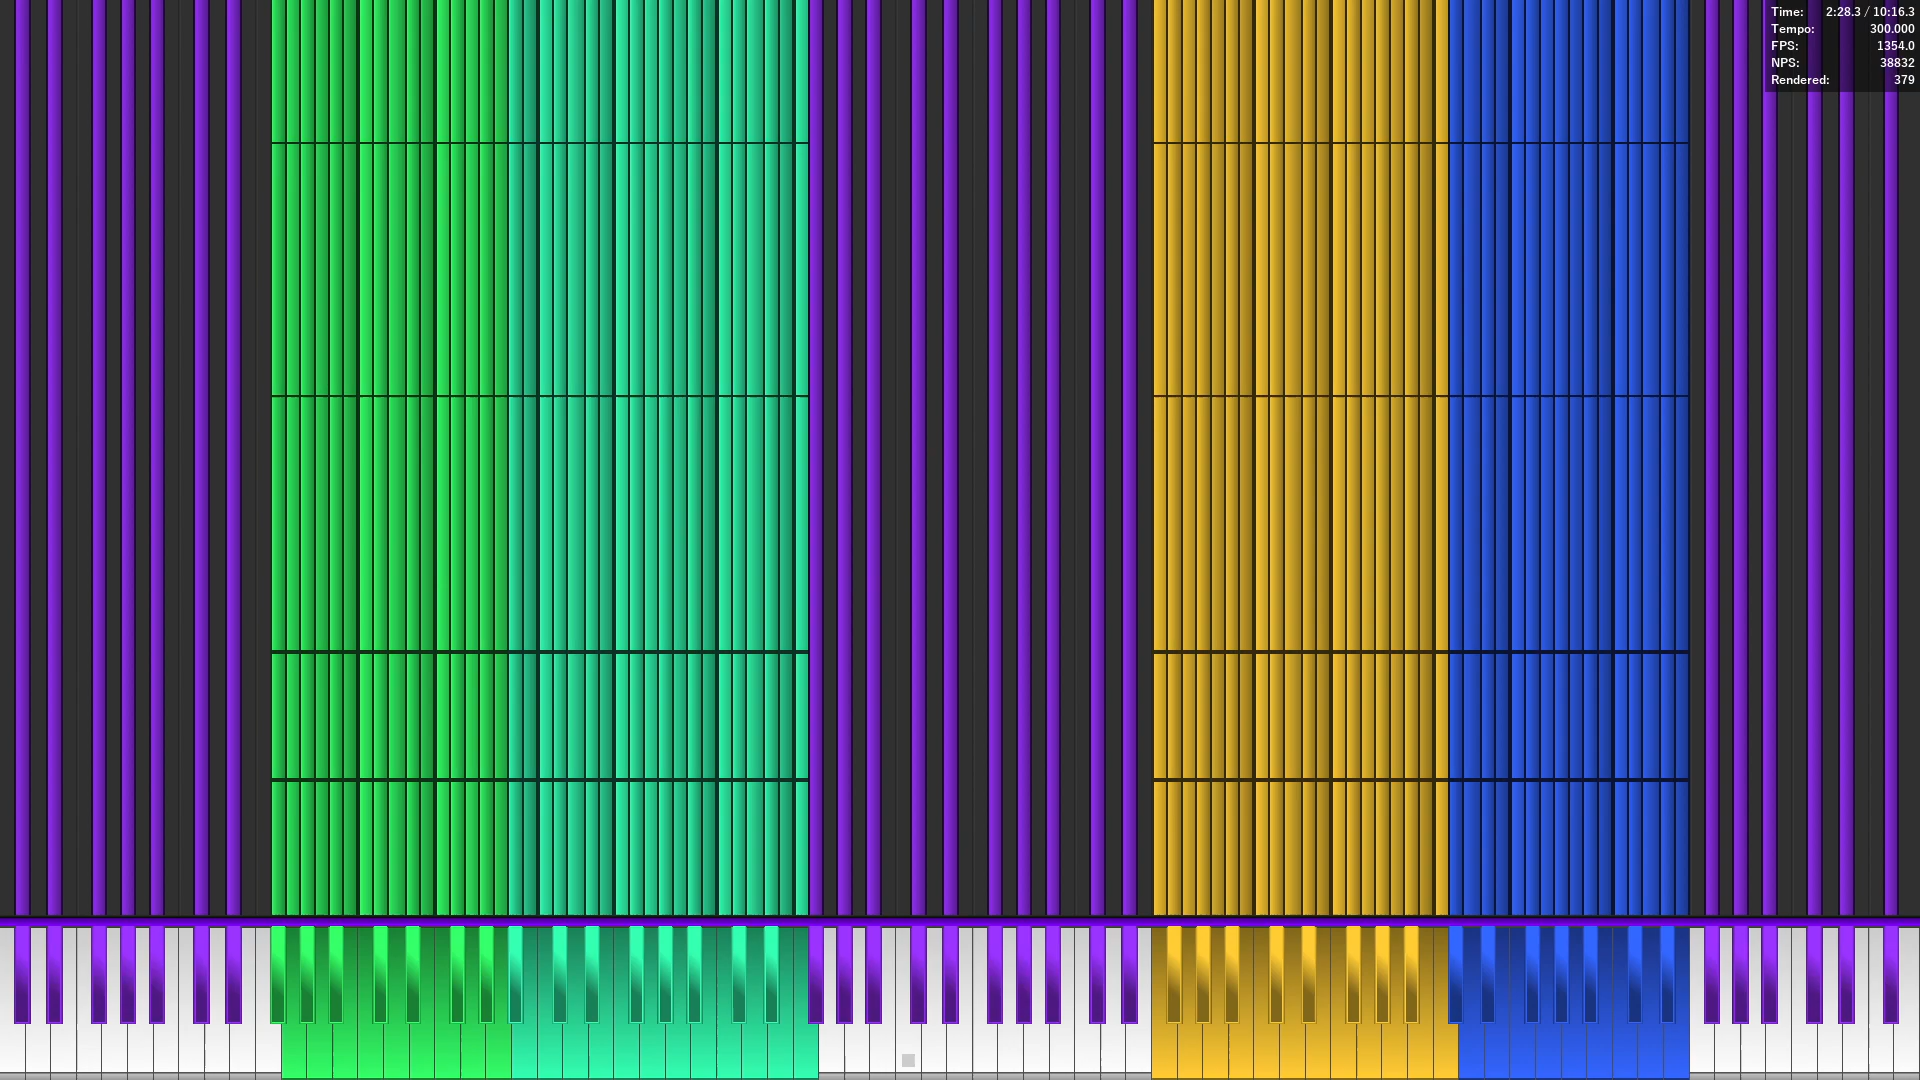 Time: 2:28.3 / 10:16.3
Tempo: 300.000
FPS: 1354.0
NPS: 38832
Rendered: 379